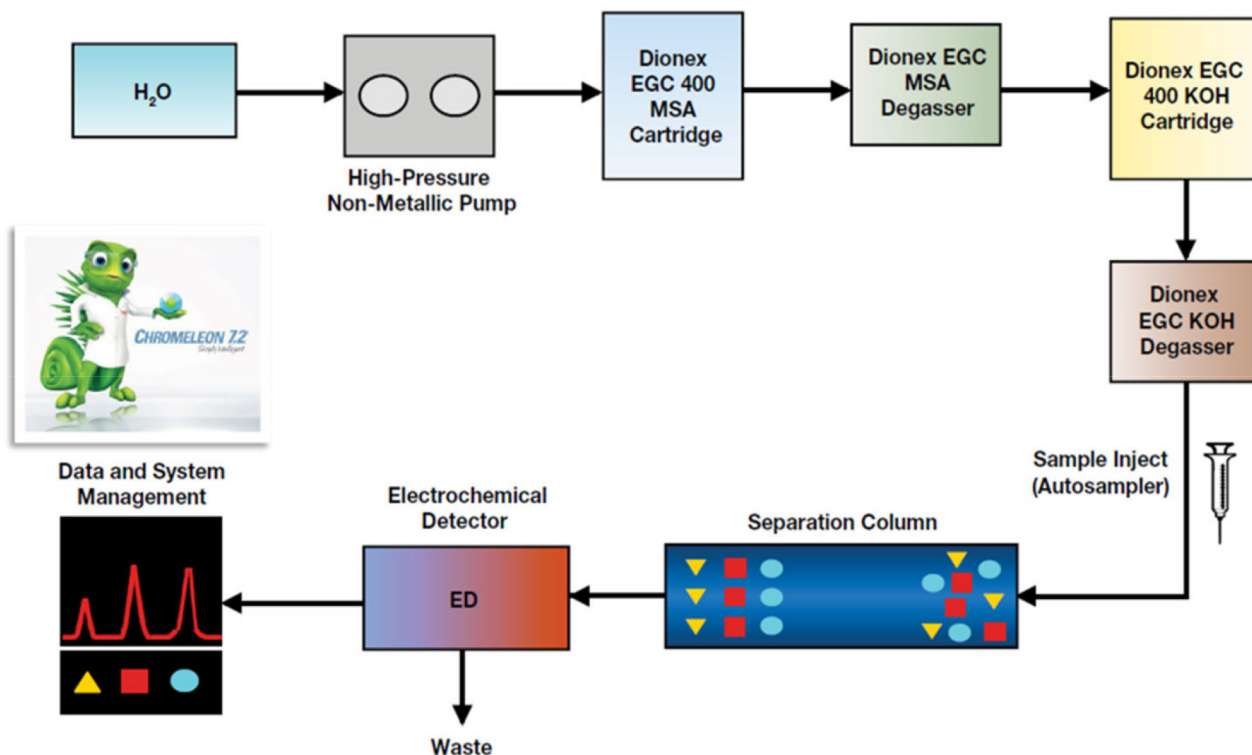 H₂O
High-Pressure
Non-Metallic Pump
Dionex
EGC 400
MSA
Cartridge
Dionex EGC
MSA
Degasser
Dionex EGC
400 KOH
Cartridge
Dionex
EGC KOH
Degasser
Sample Inject
(Autosampler)
Separation Column
Electrochemical
Detector
ED
Waste
CHROMELEON 7.2
Simply Intelligent
Data and System
Management